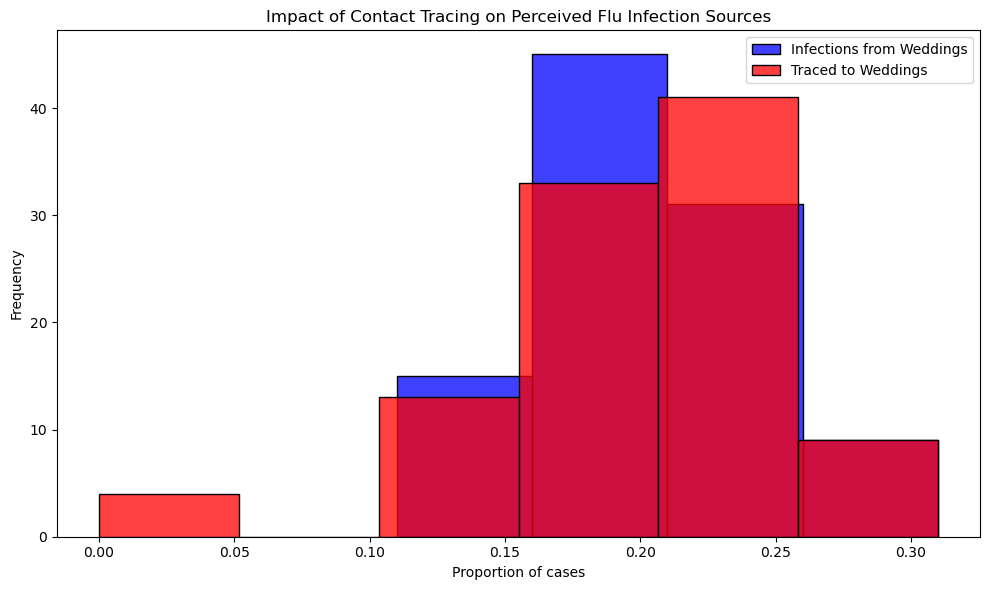 Impact of Contact Tracing on Perceived Flu Infection Sources
Infections from Weddings
Traced to Weddings
Frequency
40
30
20
10
0
0.00 0.05 0.10 0.15 0.20 0.25 0.30
Proportion of cases